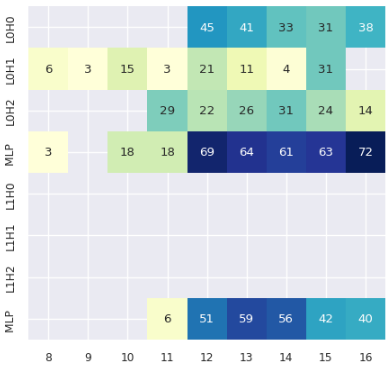 L0H0 45 41 33 31 38
L0H1 6 3 15 3 21 11 4 31
L0H2 29 22 26 31 24 14
MLP 3 18 18 69 64 61 63 72
L1H0
L1H1
L1H2
MLP 6 51 59 56 42 40
8 9 10 11 12 13 14 15 16